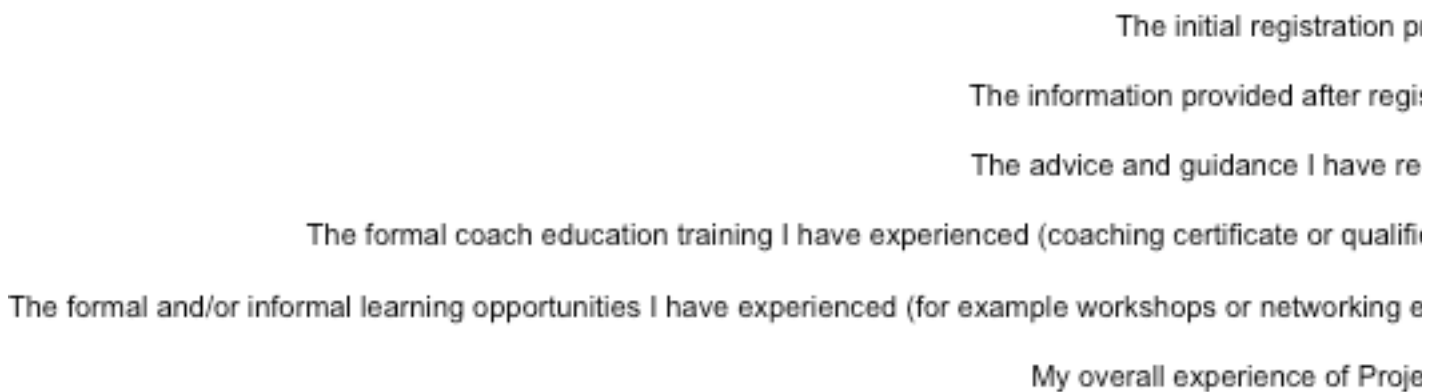 The initial registration
The information provided after
The advice and guidance I have
The formal coach education training I have experienced (coaching certificate or
The formal and/or informal learning opportunities I have experienced (for example workshops or networking
My overall experience of